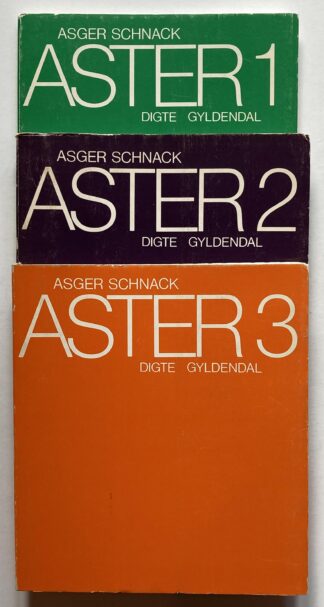 ASGER SCHNACK
ASTER 1
DIGTE GYLDENDAL
ASGER SCHNACK
ASTER 2
DIGTE GYLDENDAL
ASGER SCHNACK
ASTER 3
DIGTE GYLDENDAL